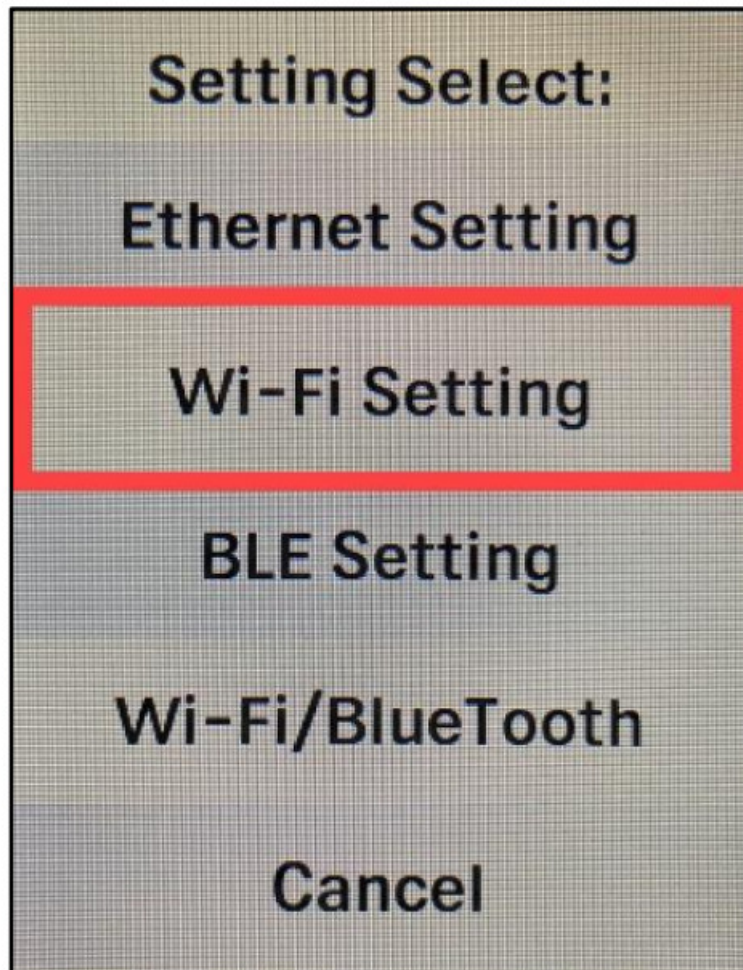 Setting Select:
Ethernet Setting
Wi-Fi Setting
BLE Setting
Wi-Fi/BlueTooth
Cancel